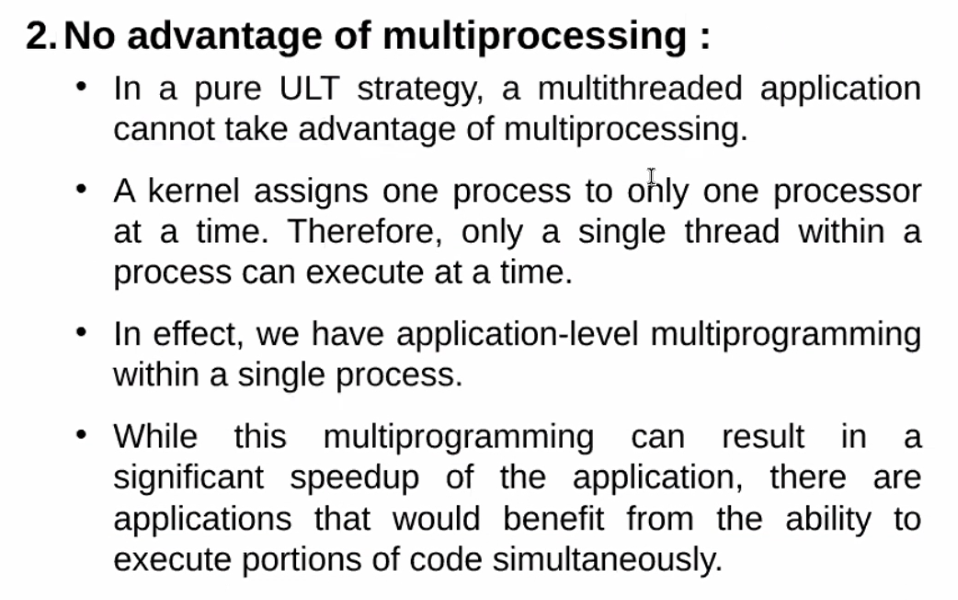 2. No advantage of multiprocessing :
• In a pure ULT strategy, a multithreaded application
cannot take advantage of multiprocessing.
• A kernel assigns one process to only one processor
at a time. Therefore, only a single thread within a
process can execute at a time.
• In effect, we have application-level multiprogramming
within a single process.
• While this multiprogramming can result in a
significant speedup of the application, there are
applications that would benefit from the ability to
execute portions of code simultaneously.